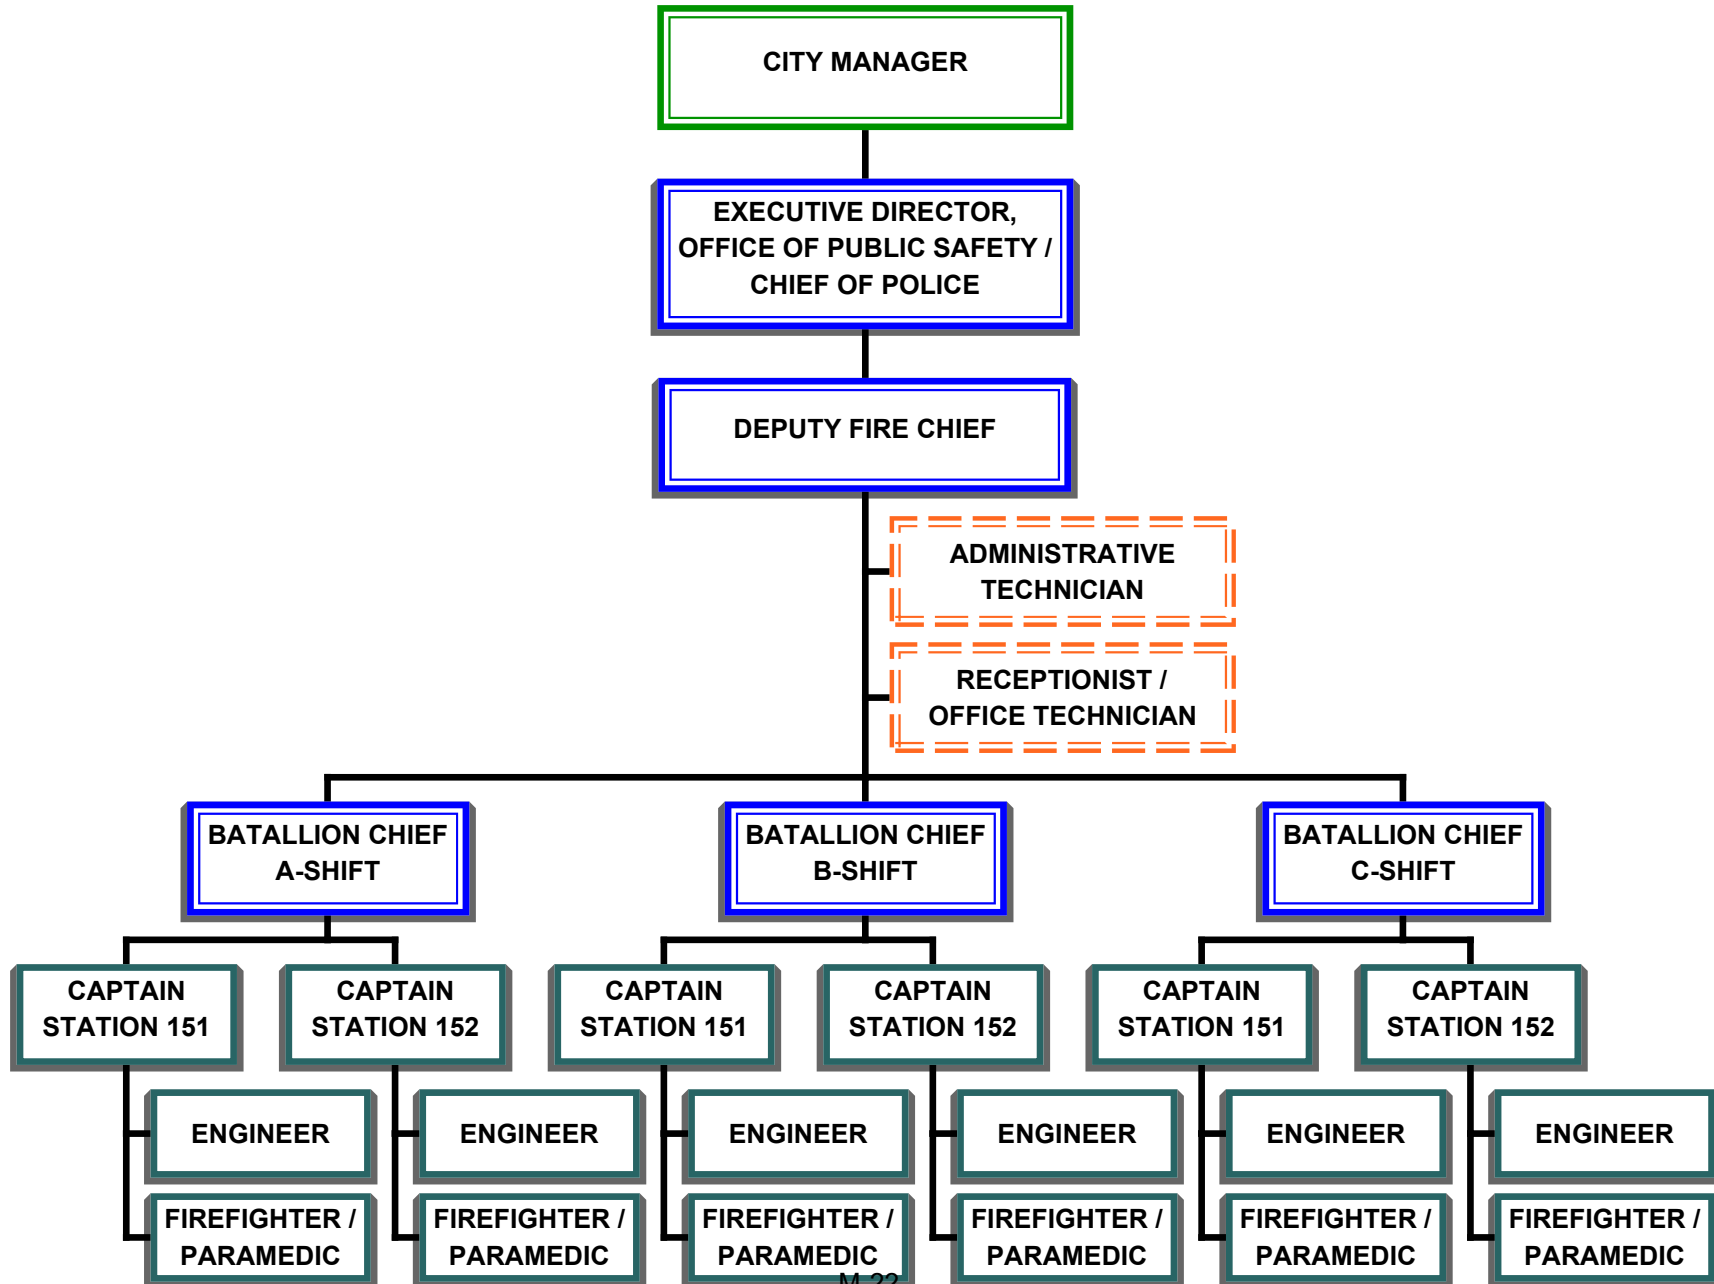 CITY MANAGER
EXECUTIVE DIRECTOR,
OFFICE OF PUBLIC SAFETY /
CHIEF OF POLICE
DEPUTY FIRE CHIEF
ADMINISTRATIVE
TECHNICIAN
RECEPTIONIST /
OFFICE TECHNICIAN
BATALLION CHIEF
A-SHIFT
BATALLION CHIEF
B-SHIFT
BATALLION CHIEF
C-SHIFT
CAPTAIN
STATION 151
CAPTAIN
STATION 152
CAPTAIN
STATION 151
CAPTAIN
STATION 152
CAPTAIN
STATION 151
CAPTAIN
STATION 152
ENGINEER
ENGINEER
ENGINEER
ENGINEER
ENGINEER
ENGINEER
FIREFIGHTER /
PARAMEDIC
FIREFIGHTER /
PARAMEDIC
FIREFIGHTER /
PARAMEDIC
FIREFIGHTER /
PARAMEDIC
FIREFIGHTER /
PARAMEDIC
FIREFIGHTER /
PARAMEDIC
M-22